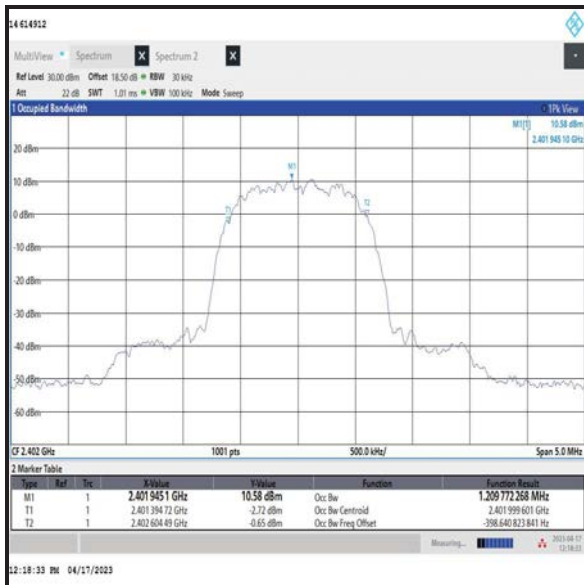 14 614912
MultiView Spectrum X Spectrum 2 X
Ref Level 30.00 dBm Offset 18.50 dB RBW 30 kHz
Att 22 dB SWT 1.01 ms VBW 100 kHz Mode Sweep
1 Occupied Bandwidth 1Pk View
M1[1] 10.58 dBm
2.401 945 10 GHz
20 dBm
M1
10 dBm
T1 T2
0 dBm
-10 dBm
-20 dBm
-30 dBm
-40 dBm
-50 dBm
-60 dBm
CF 2.402 GHz 1001 pts 500.0 kHz/ Span 5.0 MHz
2 Marker Table
Type Ref Trc X-Value Y-Value Function Function Result
M1 1 2.401 945 1 GHz 10.58 dBm Occ Bw 1.209 772 268 MHz
T1 1 2.401 394 72 GHz -2.72 dBm Occ Bw Centroid 2.401 999 601 GHz
T2 1 2.402 604 49 GHz -0.65 dBm Occ Bw Freq Offset -398.640 823 841 Hz
Measuring... 2023-04-17
12:18:33
12:18:33 PM 04/17/2023